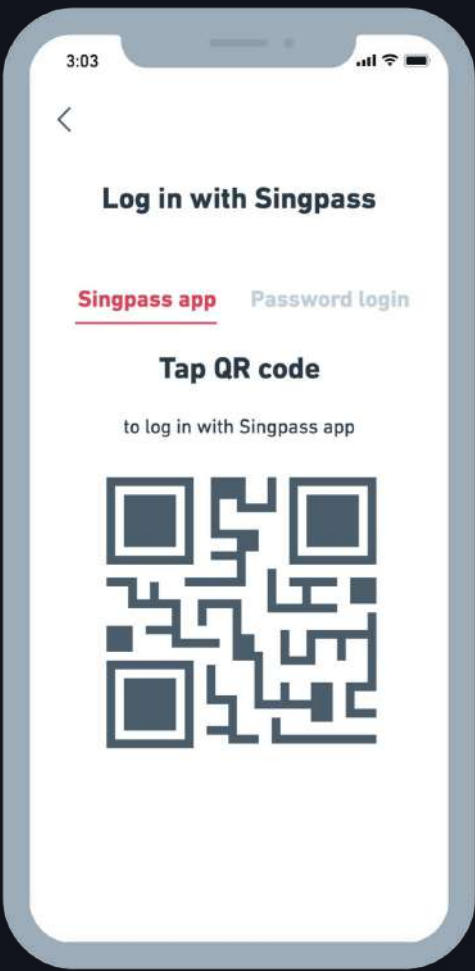 3:03
Log in with Singpass
Singpass app Password login
Tap QR code
to log in with Singpass app